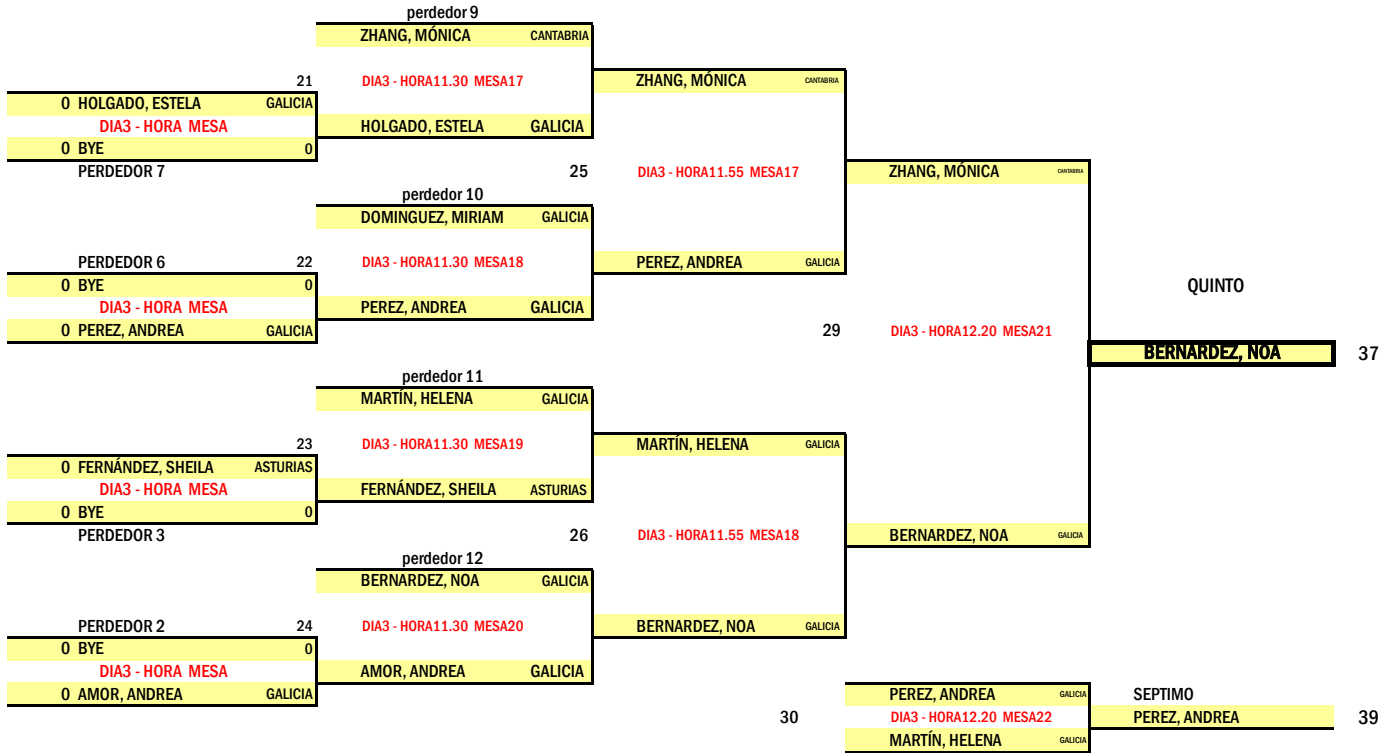 perdedor 9
ZHANG, MÓNICA CANTABRIA
21 DIA3 - HORA11.30 MESA17 ZHANG, MÓNICA CANTABRIA
0 HOLGADO, ESTELA GALICIA
DIA3 - HORA MESA HOLGADO, ESTELA GALICIA
0 BYE 0
PERDEDOR 7 25 DIA3 - HORA11.55 MESA17 ZHANG, MÓNICA CANTABRIA
perdedor 10
DOMINGUEZ, MIRIAM GALICIA
PERDEDOR 6 22 DIA3 - HORA11.30 MESA18 PEREZ, ANDREA GALICIA
0 BYE 0 QUINTO
DIA3 - HORA MESA PEREZ, ANDREA GALICIA
0 PEREZ, ANDREA GALICIA 29 DIA3 - HORA12.20 MESA21
BERNARDEZ, NOA 37
perdedor 11
MARTÍN, HELENA GALICIA
23 DIA3 - HORA11.30 MESA19 MARTÍN, HELENA GALICIA
0 FERNÁNDEZ, SHEILA ASTURIAS
DIA3 - HORA MESA FERNÁNDEZ, SHEILA ASTURIAS
0 BYE 0
PERDEDOR 3 26 DIA3 - HORA11.55 MESA18 BERNARDEZ, NOA GALICIA
perdedor 12
BERNARDEZ, NOA GALICIA
PERDEDOR 2 24 DIA3 - HORA11.30 MESA20 BERNARDEZ, NOA GALICIA
0 BYE 0
DIA3 - HORA MESA AMOR, ANDREA GALICIA
0 AMOR, ANDREA GALICIA PEREZ, ANDREA GALICIA SEPTIMO
30 DIA3 - HORA12.20 MESA22 PEREZ, ANDREA 39
MARTÍN, HELENA GALICIA